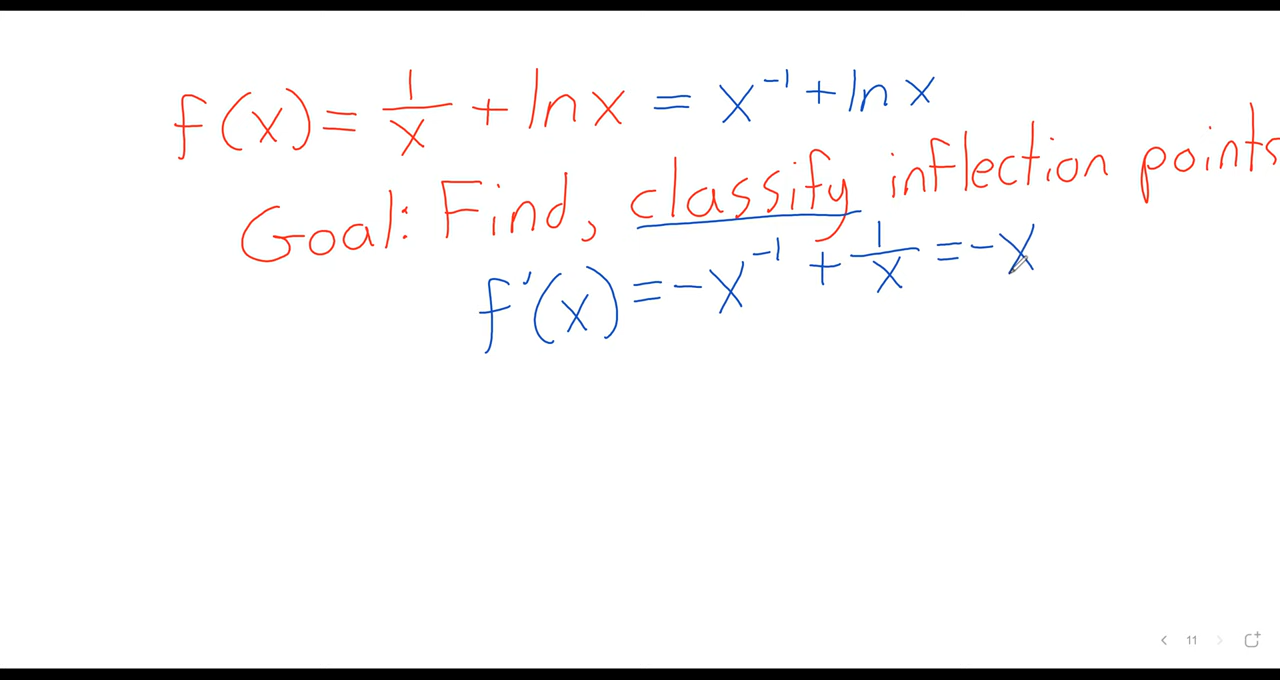 f(x) = 1/x + ln x = x⁻¹ + ln x
Goal: Find, classify inflection points
f'(x) = -x⁻¹ + 1/x = -x
11